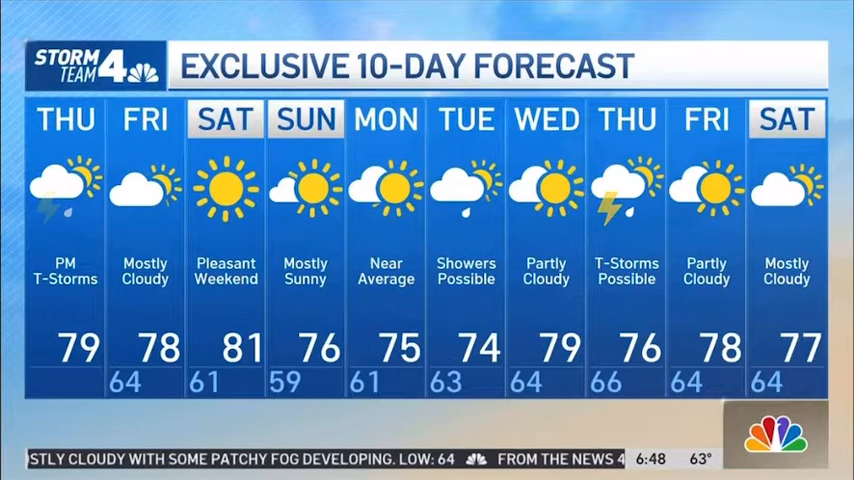 STORM
TEAM 4
EXCLUSIVE 10-DAY FORECAST
THU FRI SAT SUN MON TUE WED THU FRI SAT
PM Mostly Pleasant Mostly Near Showers Partly T-Storms Partly Mostly
T-Storms Cloudy Weekend Sunny Average Possible Cloudy Possible Cloudy Cloudy
79 78 81 76 75 74 79 76 78 77
64 61 59 61 63 64 66 64 64
OSTLY CLOUDY WITH SOME PATCHY FOG DEVELOPING. LOW: 64 FROM THE NEWS 4 6:48 63°